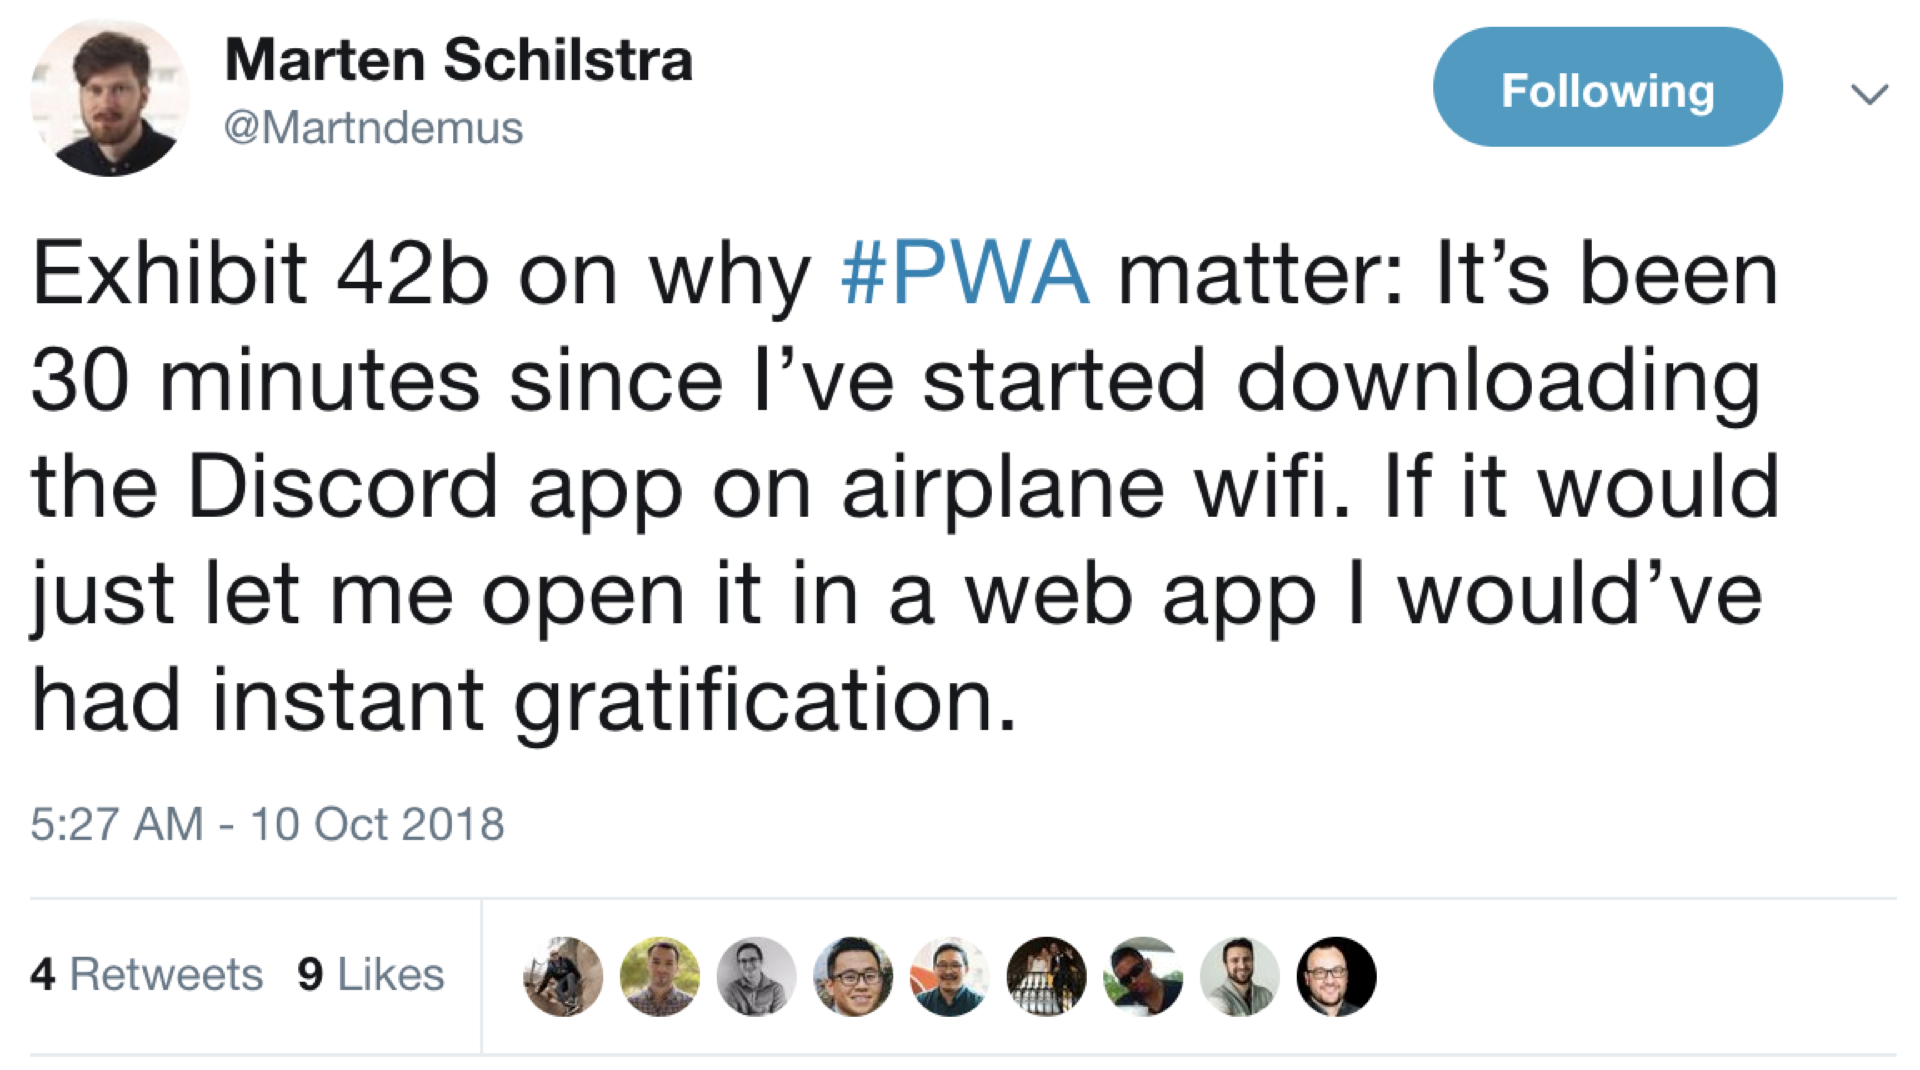 Marten Schilstra
@Martndemus
Following
Exhibit 42b on why #PWA matter: It’s been
30 minutes since I’ve started downloading
the Discord app on airplane wifi. If it would
just let me open it in a web app I would’ve
had instant gratification.
5:27 AM - 10 Oct 2018
4 Retweets 9 Likes